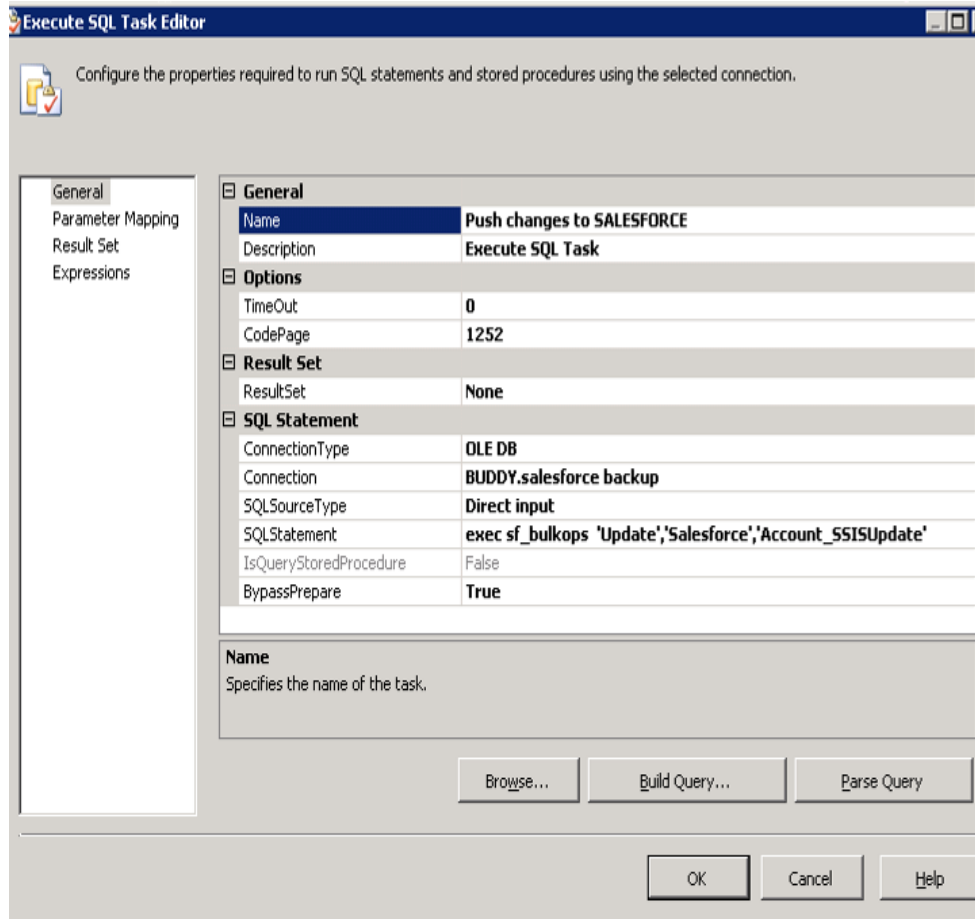 Execute SQL Task Editor
Configure the properties required to run SQL statements and stored procedures using the selected connection.
General
Parameter Mapping
Result Set
Expressions
General
Name Push changes to SALESFORCE
Description Execute SQL Task
Options
TimeOut 0
CodePage 1252
Result Set
ResultSet None
SQL Statement
ConnectionType OLE DB
Connection BUDDY.salesforce backup
SQLSourceType Direct input
SQLStatement exec sf_bulkops 'Update','Salesforce','Account_SSISUpdate'
IsQueryStoredProcedure False
BypassPrepare True
Name
Specifies the name of the task.
Browse... Build Query... Parse Query
OK Cancel Help